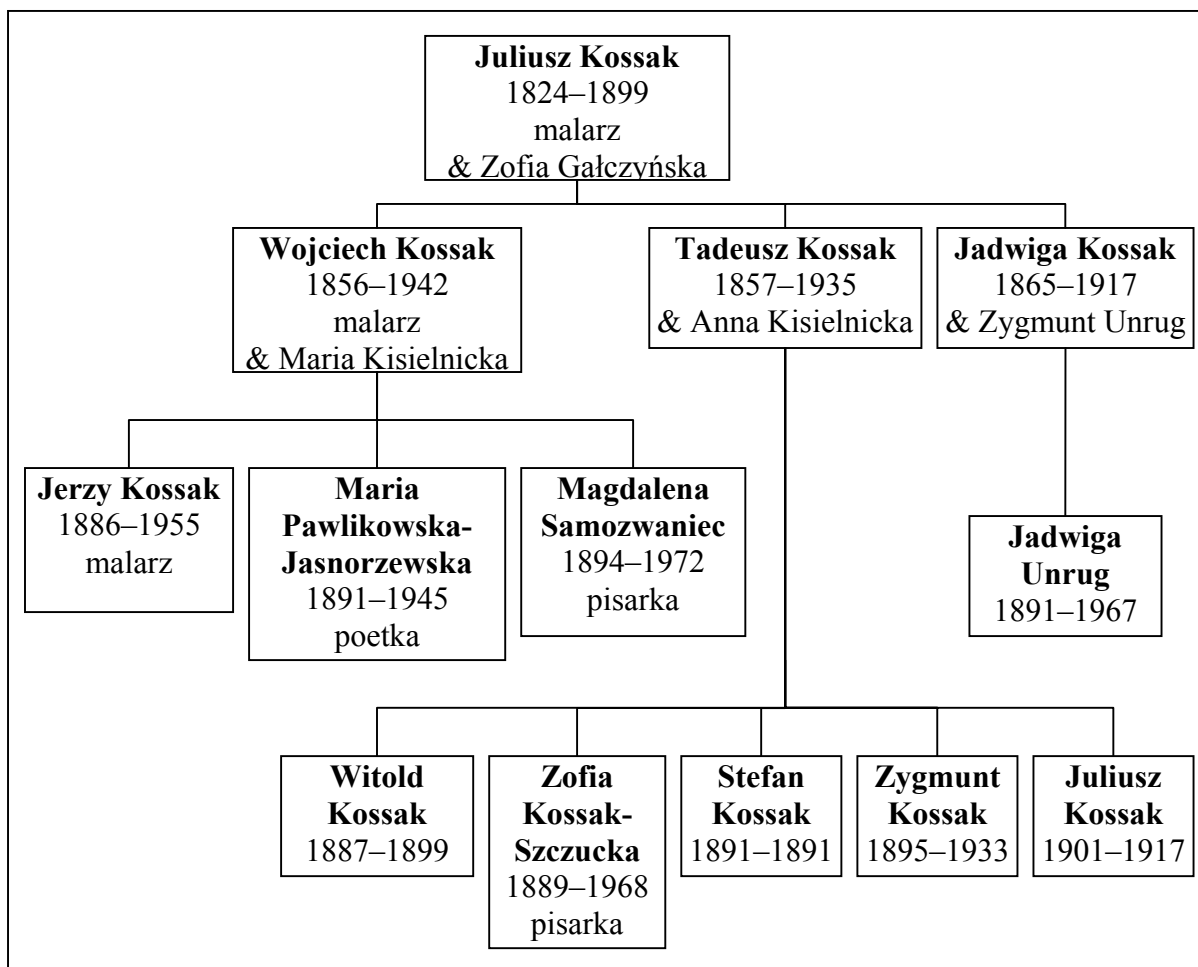 Juliusz Kossak
1824–1899
malarz
& Zofia Gałczyńska
Wojciech Kossak
1856–1942
malarz
& Maria Kisielnicka
Tadeusz Kossak
1857–1935
& Anna Kisielnicka
Jadwiga Kossak
1865–1917
& Zygmunt Unrug
Jerzy Kossak
1886–1955
malarz
Maria
Pawlikowska-
Jasnorzewska
1891–1945
poetka
Magdalena
Samozwaniec
1894–1972
pisarka
Jadwiga
Unrug
1891–1967
Witold
Kossak
1887–1899
Zofia
Kossak-
Szczucka
1889–1968
pisarka
Stefan
Kossak
1891–1891
Zygmunt
Kossak
1895–1933
Juliusz
Kossak
1901–1917